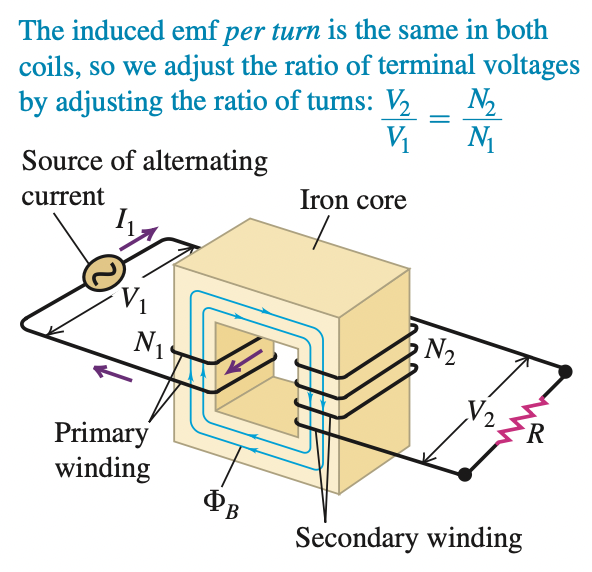 The induced emf per turn is the same in both
coils, so we adjust the ratio of terminal voltages
by adjusting the ratio of turns: V₂/V₁ = N₂/N₁
Source of alternating
current
Iron core
I₁
V₁
N₁
N₂
V₂
R
Primary
winding
Φ_B
Secondary winding